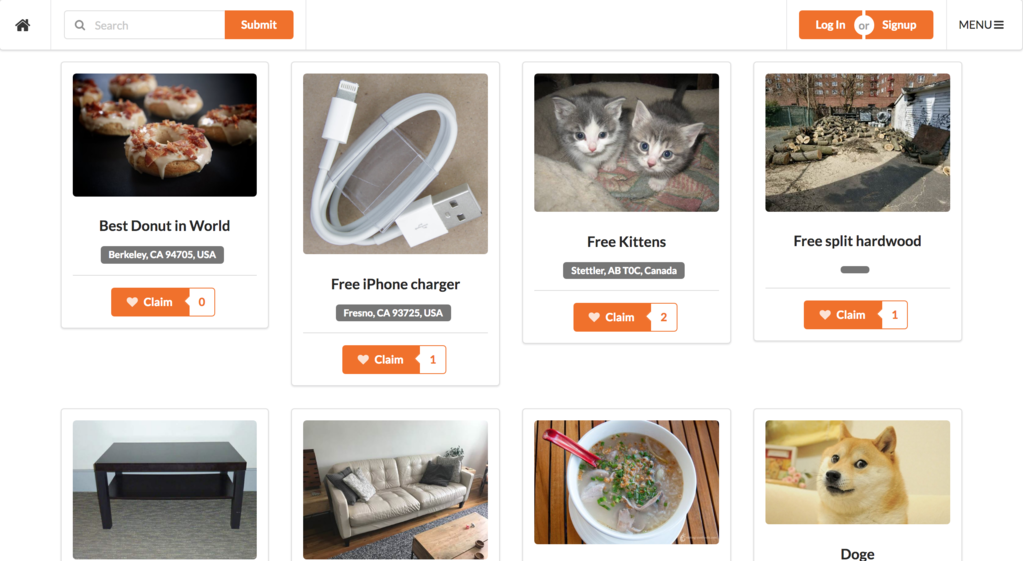 Search
Submit
Log In
or
Signup
MENU
Best Donut in World
Berkeley, CA 94705, USA
Claim
0
Free iPhone charger
Fresno, CA 93725, USA
Claim
1
Free Kittens
Stettler, AB T0C, Canada
Claim
2
Free split hardwood
Claim
1
Doge